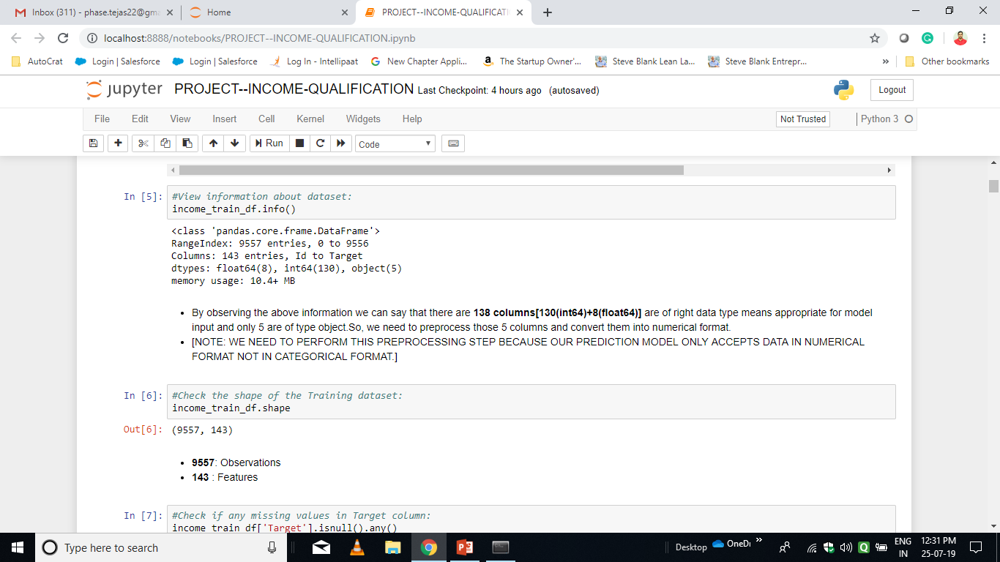 Inbox (311) - phase.tejas22@gma
Home
PROJECT--INCOME-QUALIFICATI
localhost:8888/notebooks/PROJECT--INCOME-QUALIFICATION.ipynb
AutoCrat
Login | Salesforce
Login | Salesforce
Log In - Intellipaat
New Chapter Appli...
The Startup Owner'...
Steve Blank Lean La...
Steve Blank Entrepr...
»
Other bookmarks
jupyter PROJECT--INCOME-QUALIFICATION Last Checkpoint: 4 hours ago (autosaved)
Logout
File Edit View Insert Cell Kernel Widgets Help
Not Trusted
Python 3
Run
Code
In [5]: #View information about dataset:
income_train_df.info()
<class 'pandas.core.frame.DataFrame'>
RangeIndex: 9557 entries, 0 to 9556
Columns: 143 entries, Id to Target
dtypes: float64(8), int64(130), object(5)
memory usage: 10.4+ MB
• By observing the above information we can say that there are 138 columns[130(int64)+8(float64)] are of right data type means appropriate for model
input and only 5 are of type object.So, we need to preprocess those 5 columns and convert them into numerical format.
• [NOTE: WE NEED TO PERFORM THIS PREPROCESSING STEP BECAUSE OUR PREDICTION MODEL ONLY ACCEPTS DATA IN NUMERICAL
FORMAT NOT IN CATEGORICAL FORMAT.]
In [6]: #Check the shape of the Training dataset:
income_train_df.shape
Out[6]: (9557, 143)
• 9557: Observations
• 143 : Features
In [7]: #Check if any missing values in Target column:
income_train_df['Target'].isnull().any()
Type here to search
Desktop
OneDr
»
ENG
IN
12:31 PM
25-07-19